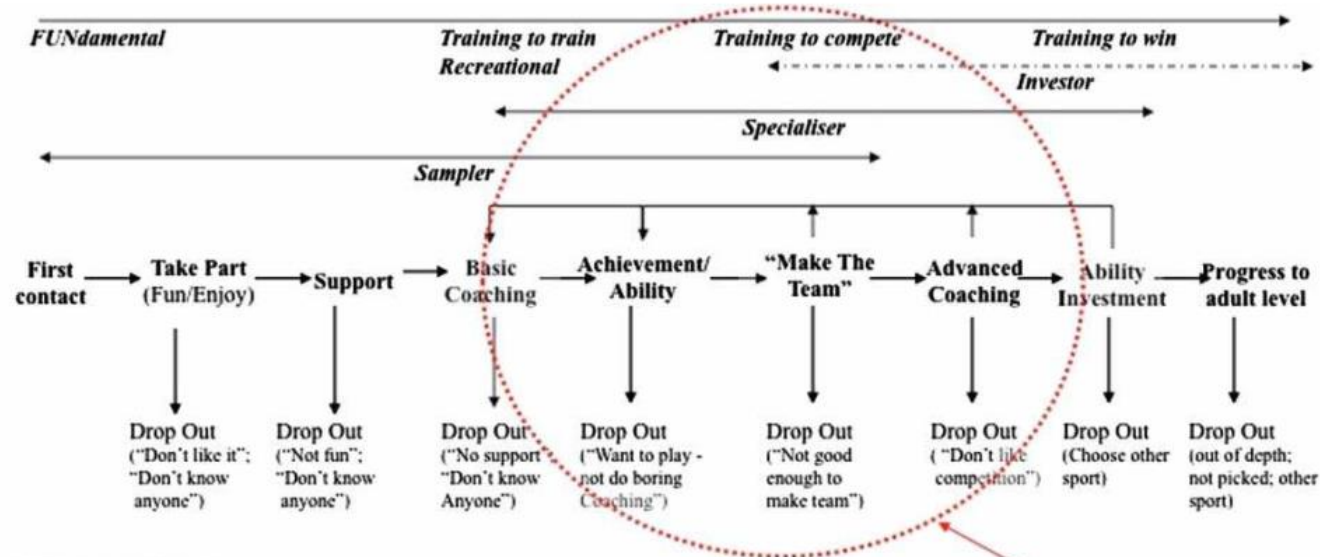 FUNdamental
Training to train
Recreational
Training to compete
Training to win
Investor
Specialiser
Sampler
First
contact
Take Part
(Fun/Enjoy)
Support
Basic
Coaching
Achievement/
Ability
“Make The
Team”
Advanced
Coaching
Ability
Investment
Progress to
adult level
Drop Out
(“Don’t like it”;
“Don’t know
anyone”)
Drop Out
(“Not fun”;
“Don’t know
anyone”)
Drop Out
(“No support”
“Don’t know
Anyone”)
Drop Out
(“Want to play -
not do boring
Coaching”)
Drop Out
(“Not good
enough to
make team”)
Drop Out
( “Don’t like
competition”)
Drop Out
(Choose other
sport)
Drop Out
(out of depth;
not picked; other
sport)